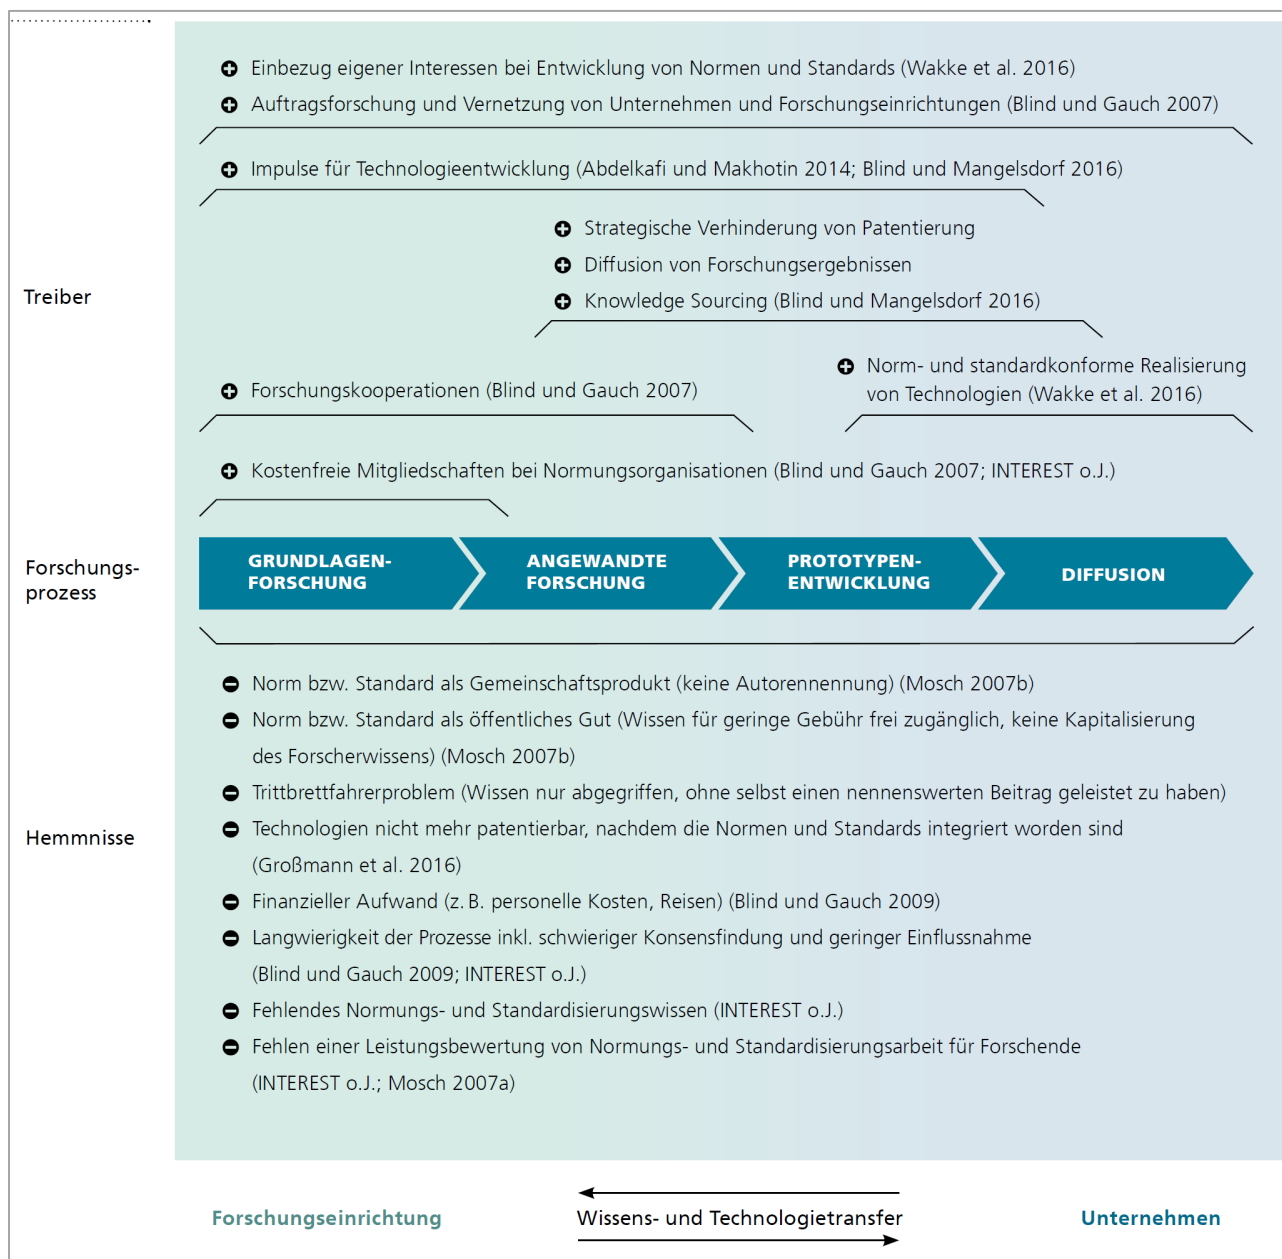 Einbezug eigener Interessen bei Entwicklung von Normen und Standards (Wakke et al. 2016)
Auftragsforschung und Vernetzung von Unternehmen und Forschungseinrichtungen (Blind und Gauch 2007)
Impulse für Technologieentwicklung (Abdelkafi und Makhotin 2014; Blind und Mangelsdorf 2016)
Strategische Verhinderung von Patentierung
Diffusion von Forschungsergebnissen
Treiber
Knowledge Sourcing (Blind und Mangelsdorf 2016)
Norm- und standardkonforme Realisierung
von Technologien (Wakke et al. 2016)
Forschungskooperationen (Blind und Gauch 2007)
Kostenfreie Mitgliedschaften bei Normungsorganisationen (Blind und Gauch 2007; INTEREST o.J.)
Forschungs-
prozess
GRUNDLAGEN-
FORSCHUNG
ANGEWANDTE
FORSCHUNG
PROTOTYPEN-
ENTWICKLUNG
DIFFUSION
Norm bzw. Standard als Gemeinschaftsprodukt (keine Autorennennung) (Mosch 2007b)
Norm bzw. Standard als öffentliches Gut (Wissen für geringe Gebühr frei zugänglich, keine Kapitalisierung
des Forscherwissens) (Mosch 2007b)
Trittbrettfahrerproblem (Wissen nur abgegriffen, ohne selbst einen nennenswerten Beitrag geleistet zu haben)
Hemmnisse
Technologien nicht mehr patentierbar, nachdem die Normen und Standards integriert worden sind
(Großmann et al. 2016)
Finanzieller Aufwand (z. B. personelle Kosten, Reisen) (Blind und Gauch 2009)
Langwierigkeit der Prozesse inkl. schwieriger Konsensfindung und geringer Einflussnahme
(Blind und Gauch 2009; INTEREST o.J.)
Fehlendes Normungs- und Standardisierungswissen (INTEREST o.J.)
Fehlen einer Leistungsbewertung von Normungs- und Standardisierungsarbeit für Forschende
(INTEREST o.J.; Mosch 2007a)
Forschungseinrichtung
Wissens- und Technologietransfer
Unternehmen